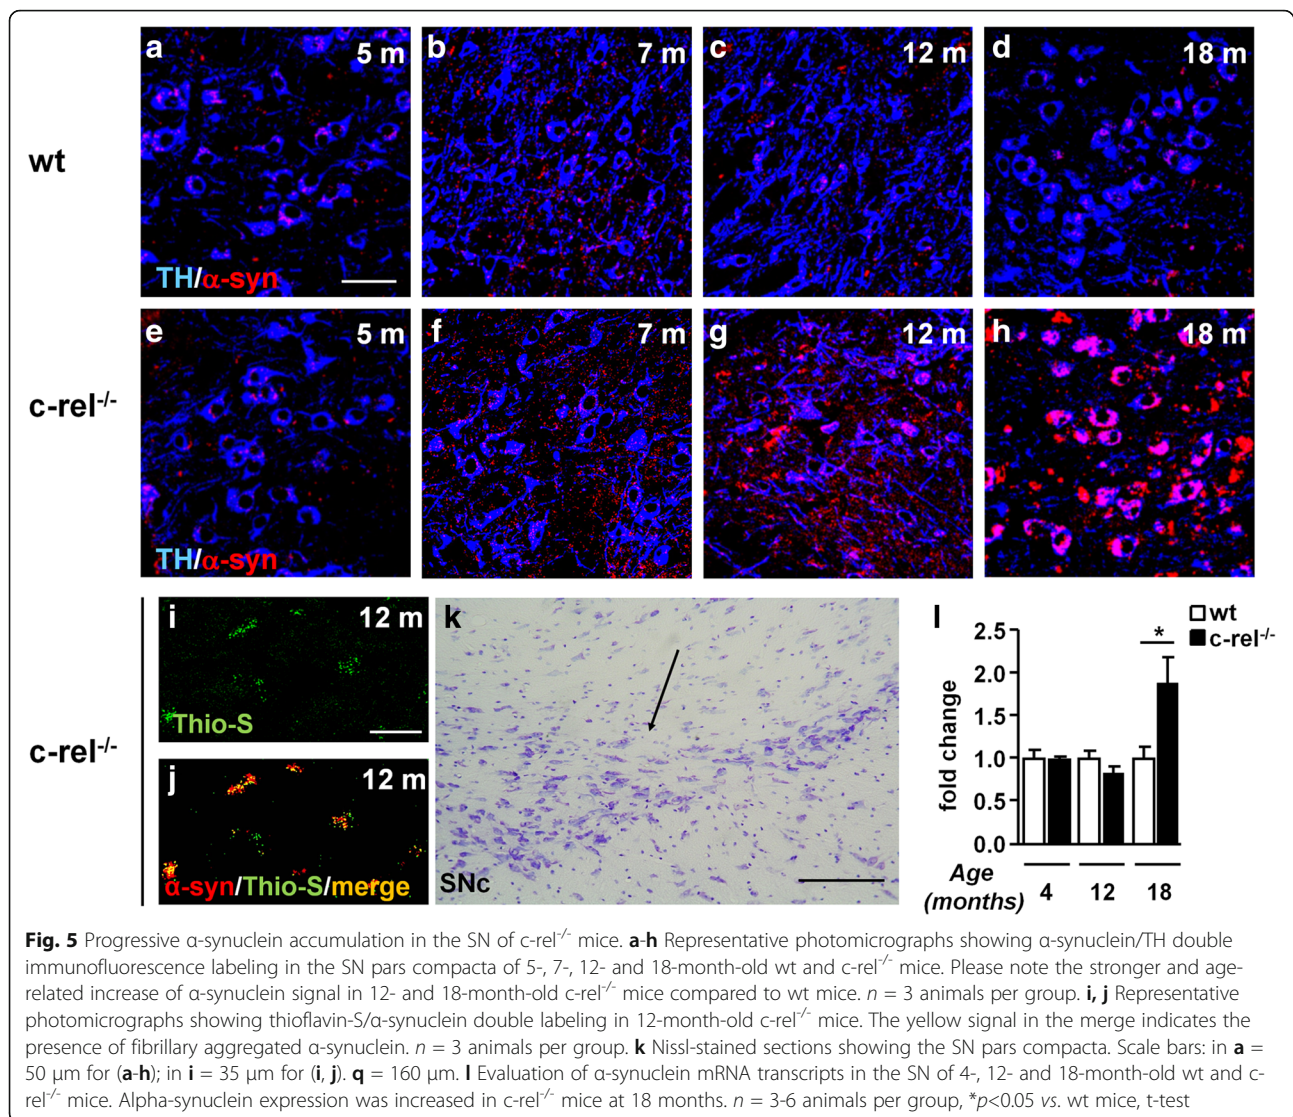 a 5 m b 7 m c 12 m d 18 m
wt
TH/α-syn
e 5 m f 7 m g 12 m h 18 m
c-rel-/-
TH/α-syn
i 12 m
Thio-S
j 12 m
α-syn/Thio-S/merge
c-rel-/-
k
SNc
l
wt
c-rel-/-
*
2.5
2.0
1.5
1.0
0.5
0.0
fold change
Age
(months)
4 12 18
Fig. 5 Progressive α-synuclein accumulation in the SN of c-rel-/- mice. a-h Representative photomicrographs showing α-synuclein/TH double
immunofluorescence labeling in the SN pars compacta of 5-, 7-, 12- and 18-month-old wt and c-rel-/- mice. Please note the stronger and age-
related increase of α-synuclein signal in 12- and 18-month-old c-rel-/- mice compared to wt mice. n = 3 animals per group. i, j Representative
photomicrographs showing thioflavin-S/α-synuclein double labeling in 12-month-old c-rel-/- mice. The yellow signal in the merge indicates the
presence of fibrillary aggregated α-synuclein. n = 3 animals per group. k Nissl-stained sections showing the SN pars compacta. Scale bars: in a =
50 μm for (a-h); in i = 35 μm for (i, j). q = 160 μm. l Evaluation of α-synuclein mRNA transcripts in the SN of 4-, 12- and 18-month-old wt and c-
rel-/- mice. Alpha-synuclein expression was increased in c-rel-/- mice at 18 months. n = 3-6 animals per group, *p<0.05 vs. wt mice, t-test